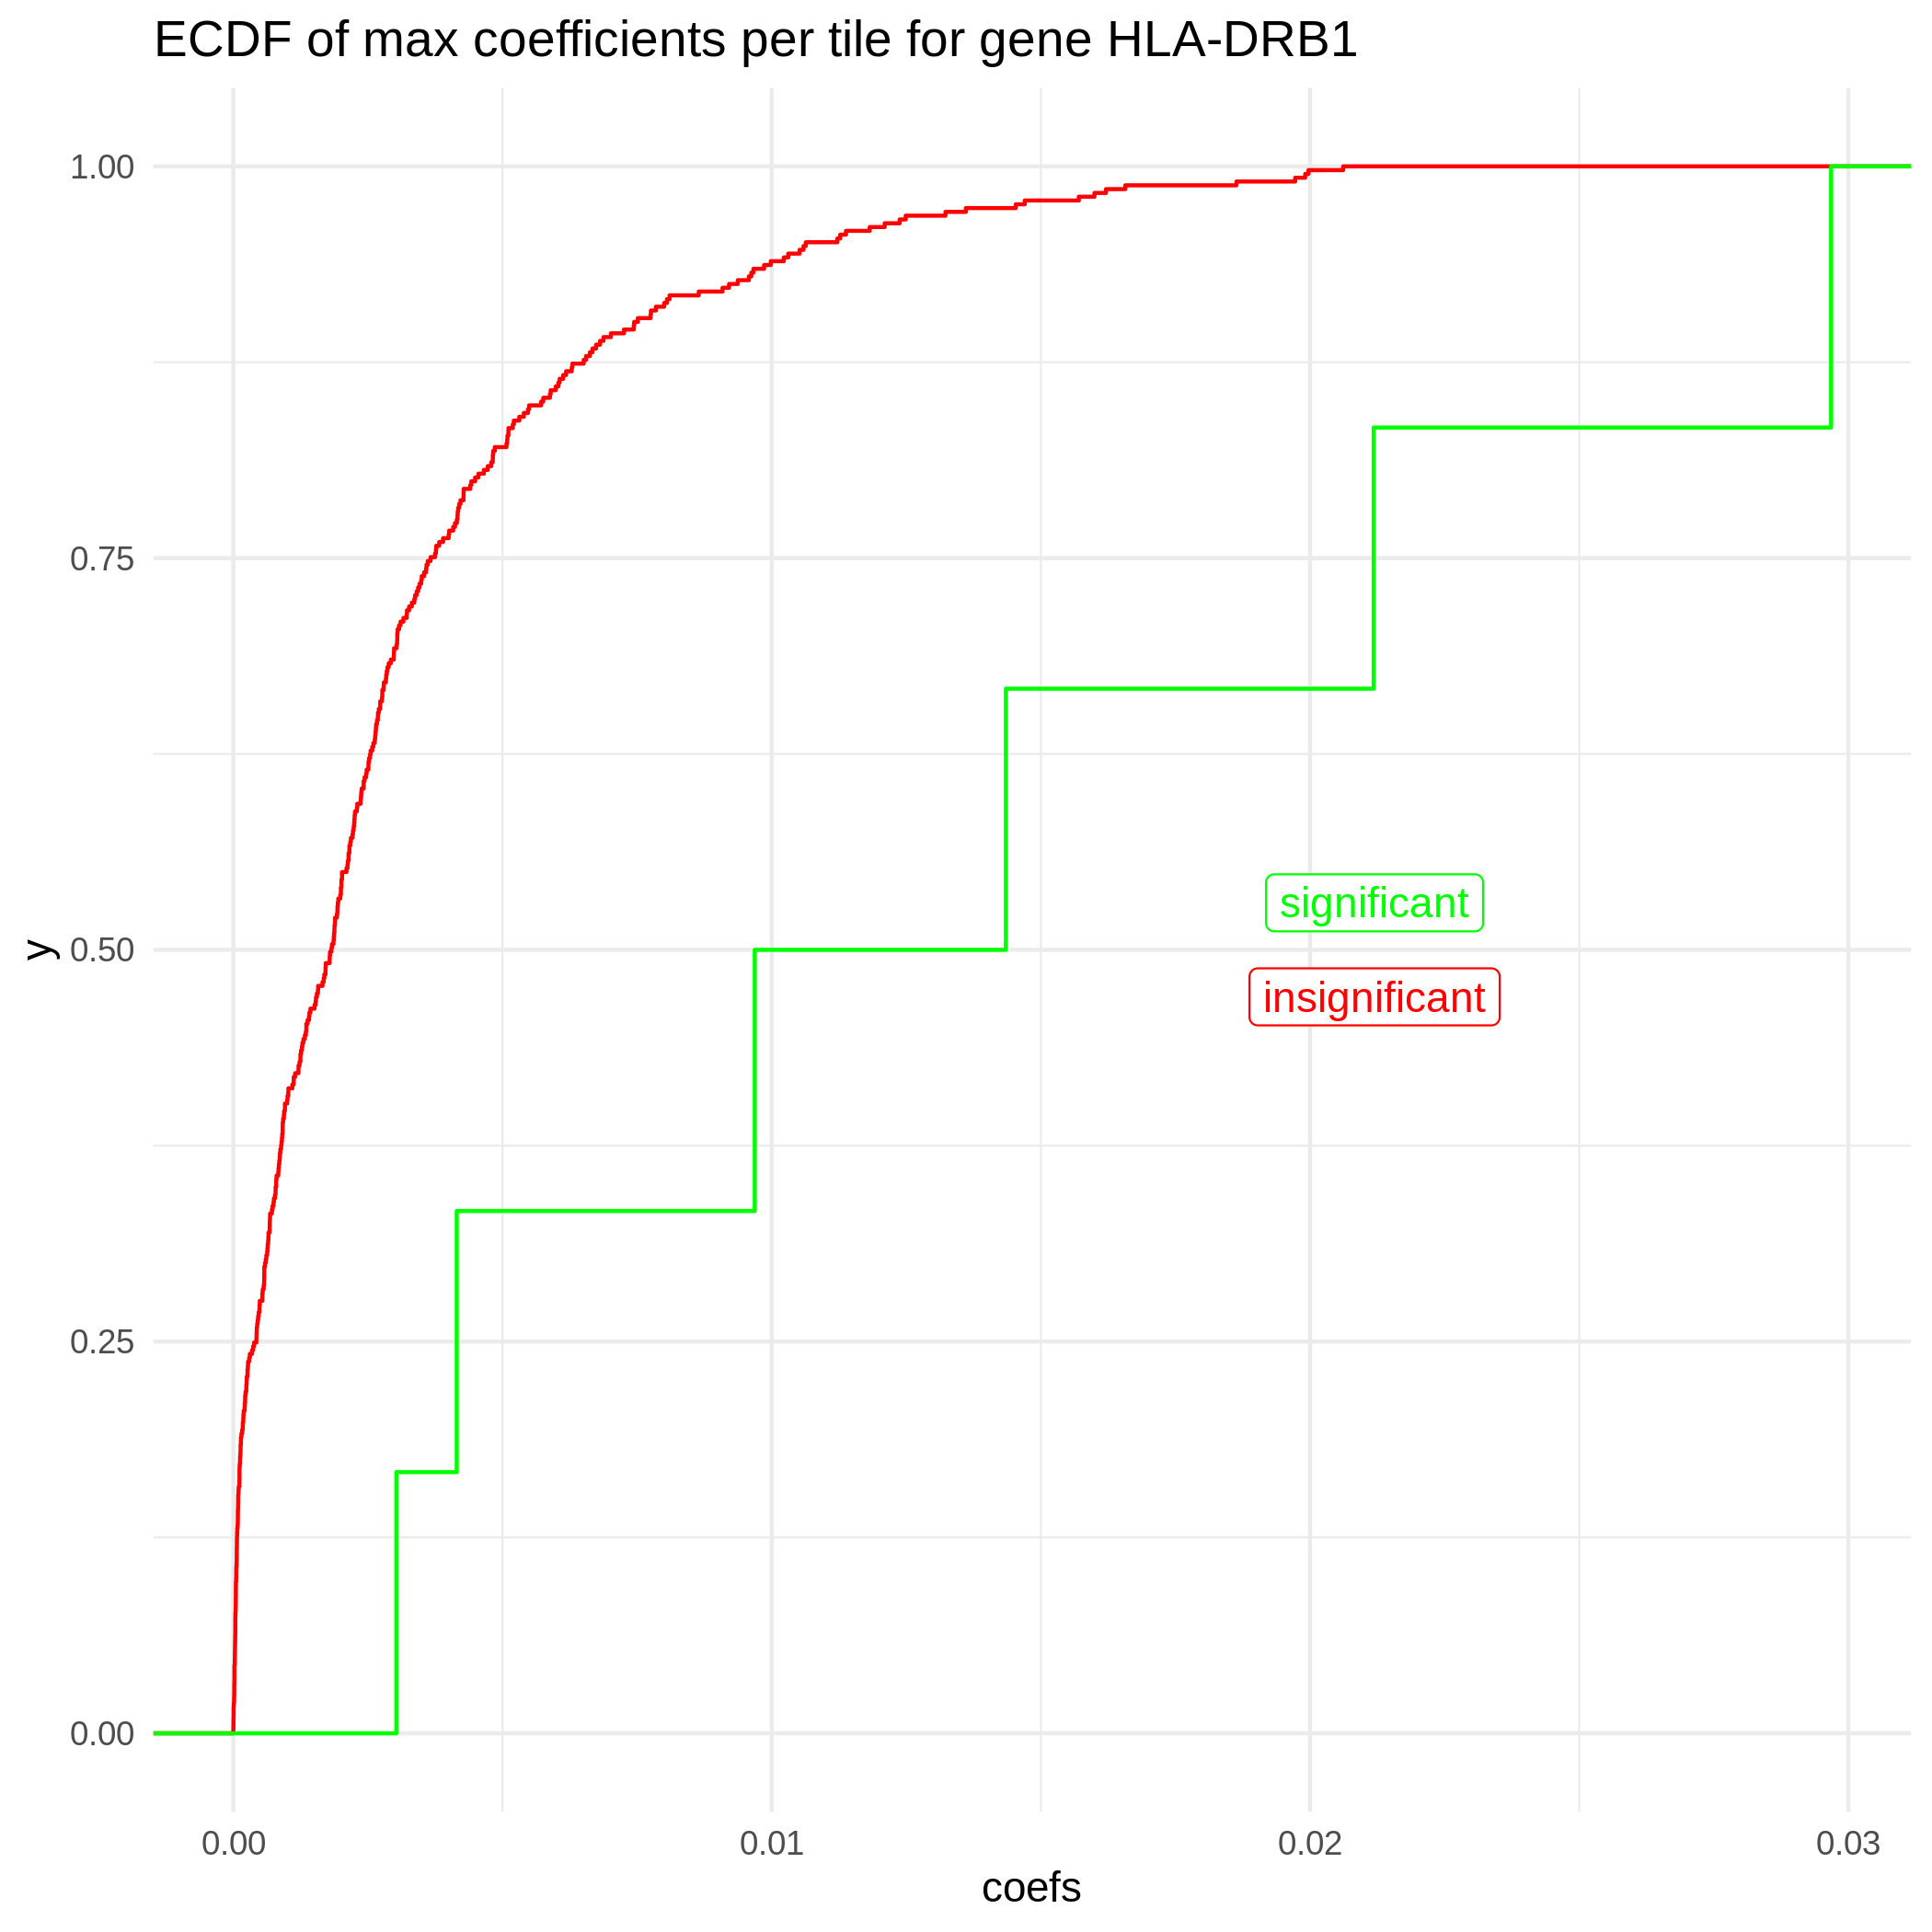 ECDF of max coefficients per tile for gene HLA-DRB1
1.00
0.75
0.50
0.25
0.00
y
significant
insignificant
0.00
0.01
0.02
0.03
coefs